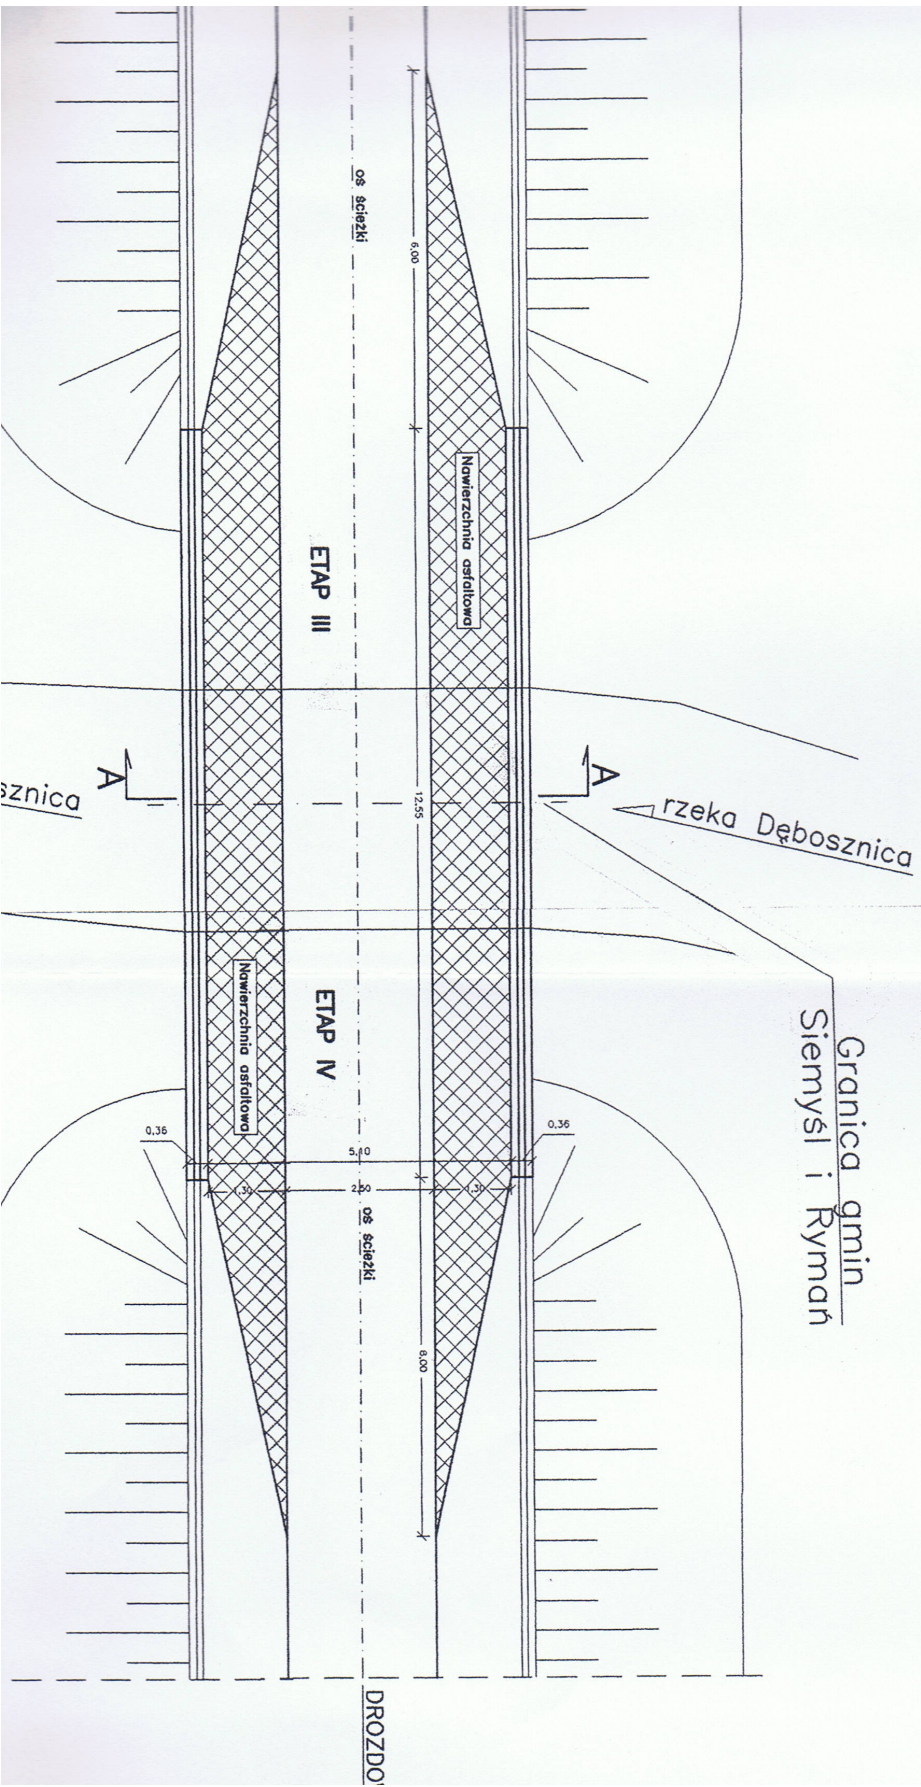 oś ścieżki
6,00
Nawierzchnia asfaltowa
ETAP III
A
A
12,55
rzeka Dębosznica
sznica
Granica gmin
Siemyśl i Rymań
Nawierzchnia asfaltowa
ETAP IV
0,36
0,36
5,10
1,30
2,50
1,30
oś ścieżki
6,00
DROZDO